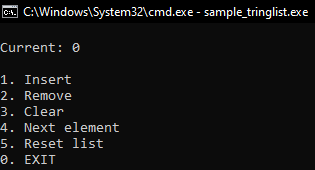 C:\Windows\System32\cmd.exe - sample_tringlist.exe
Current: 0
1. Insert
2. Remove
3. Clear
4. Next element
5. Reset list
0. EXIT